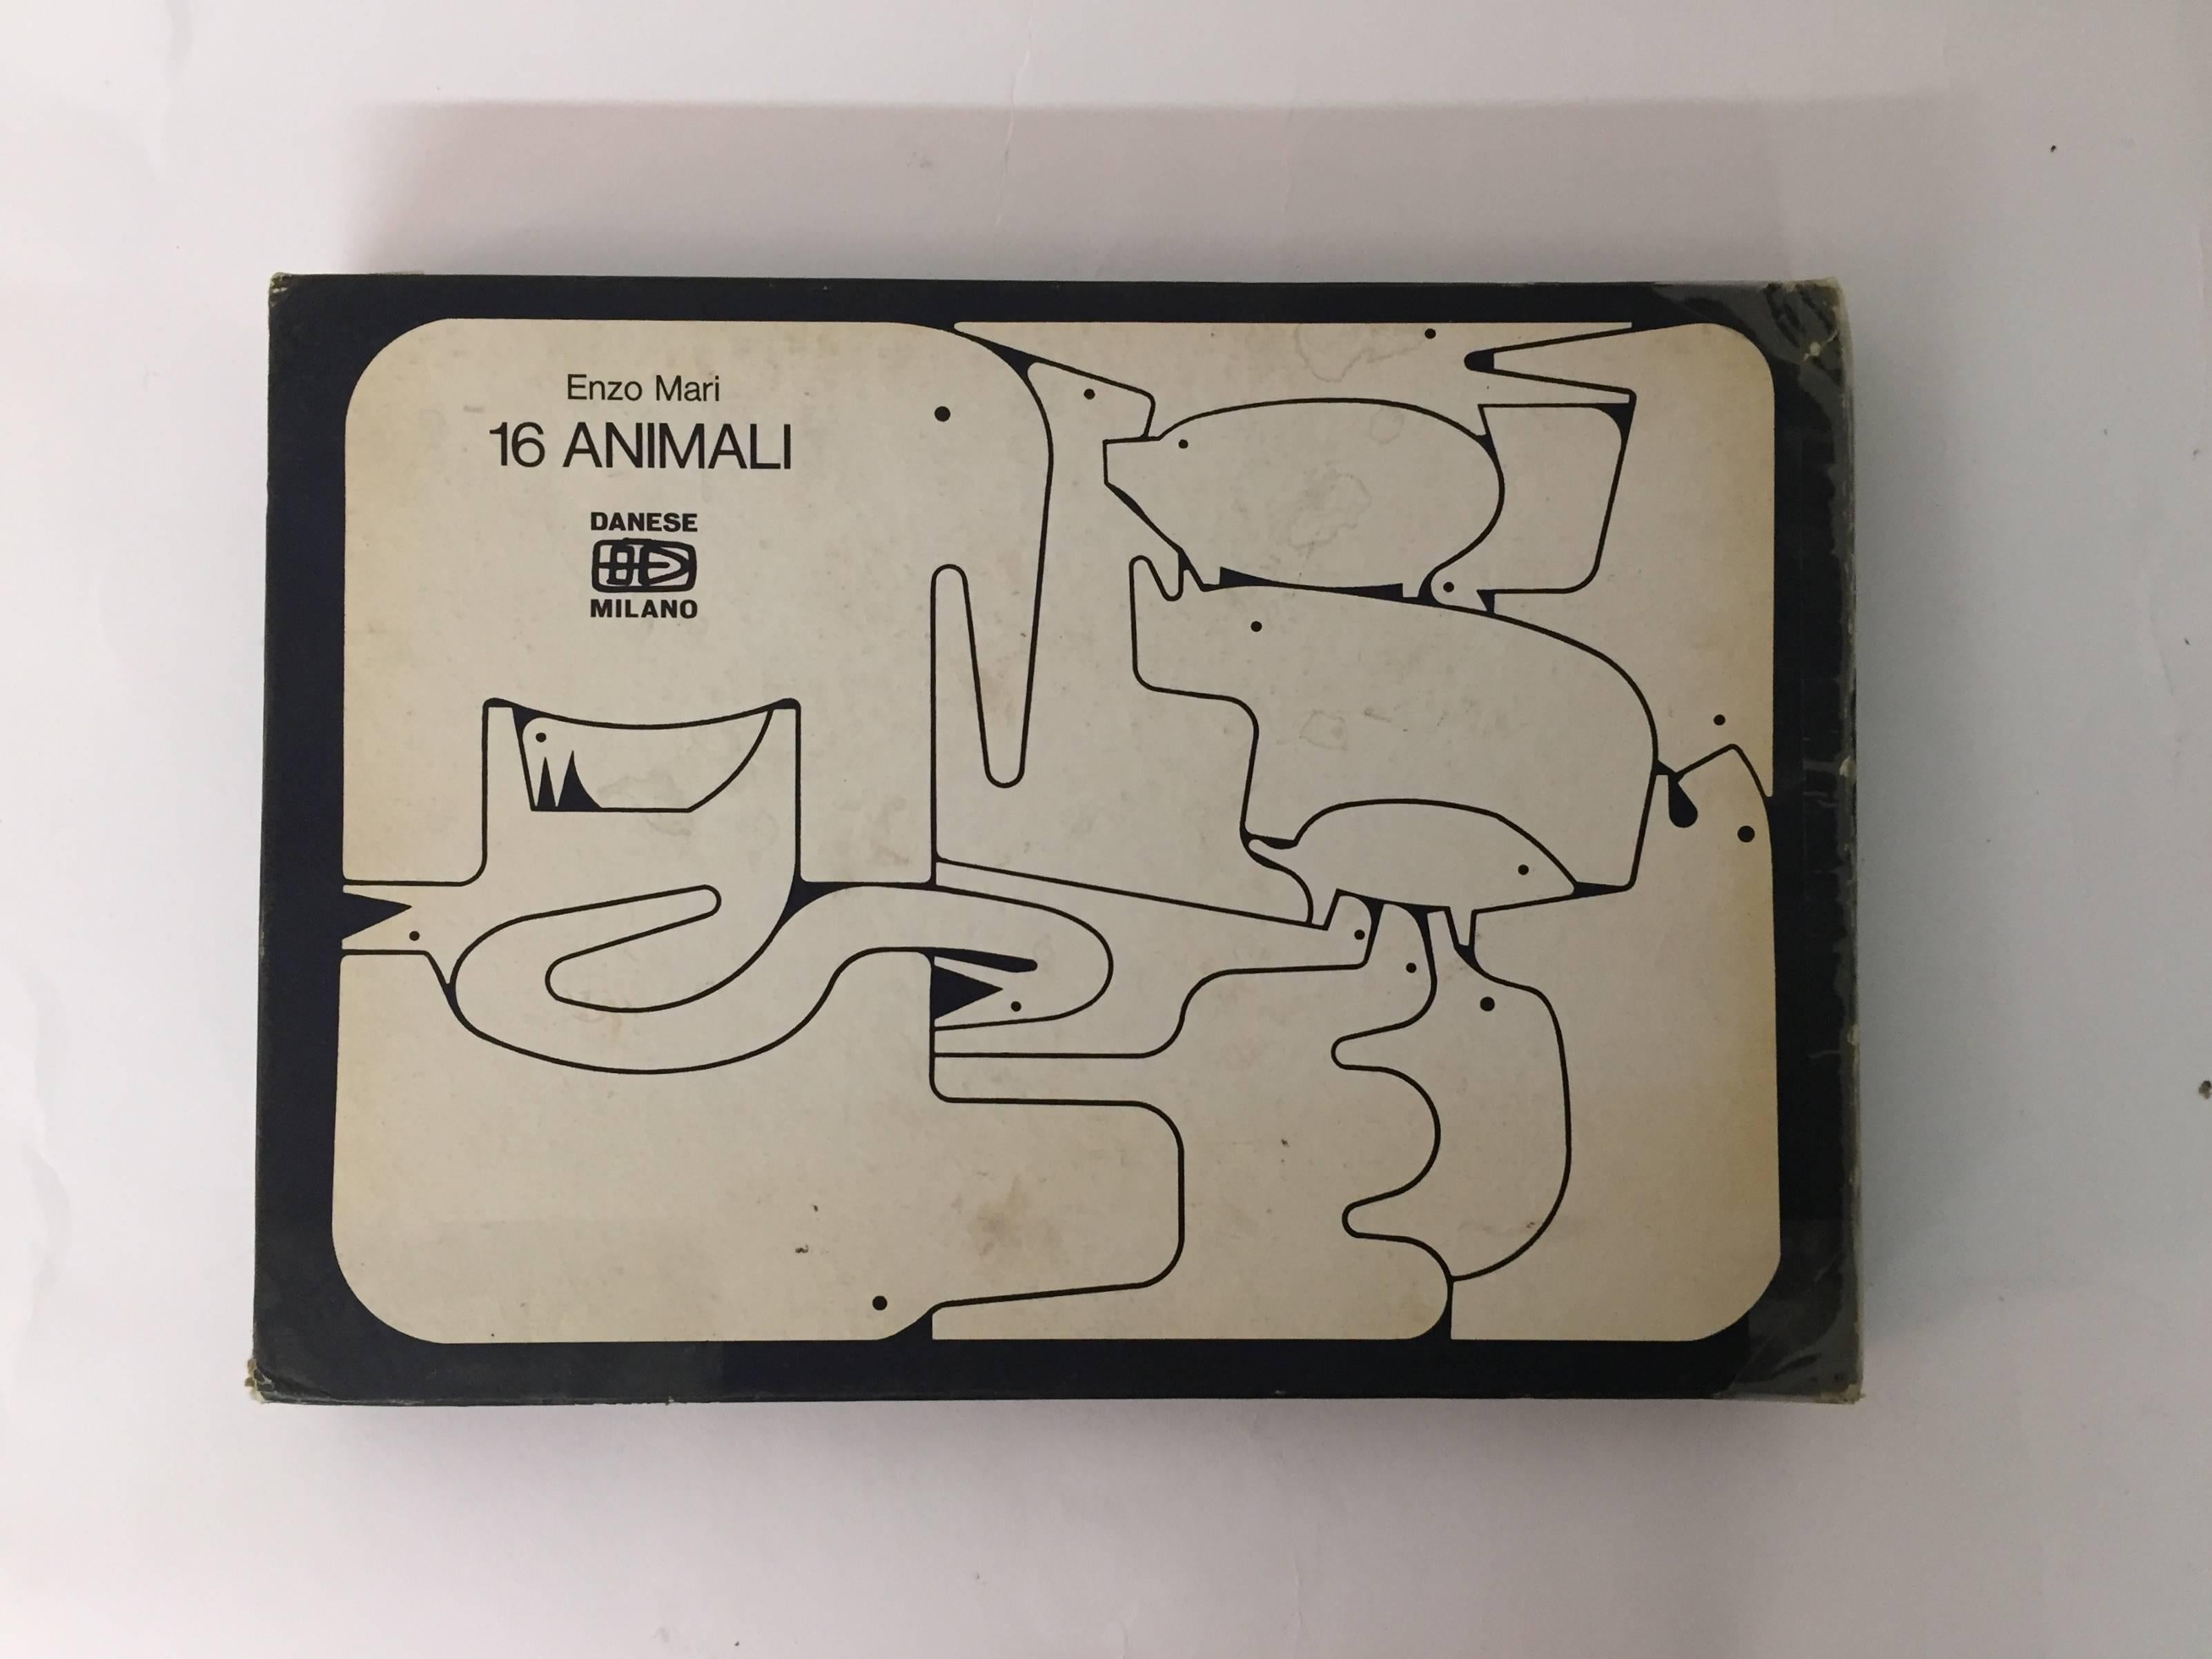 Enzo Mari
16 ANIMALI
DANESE
MILANO